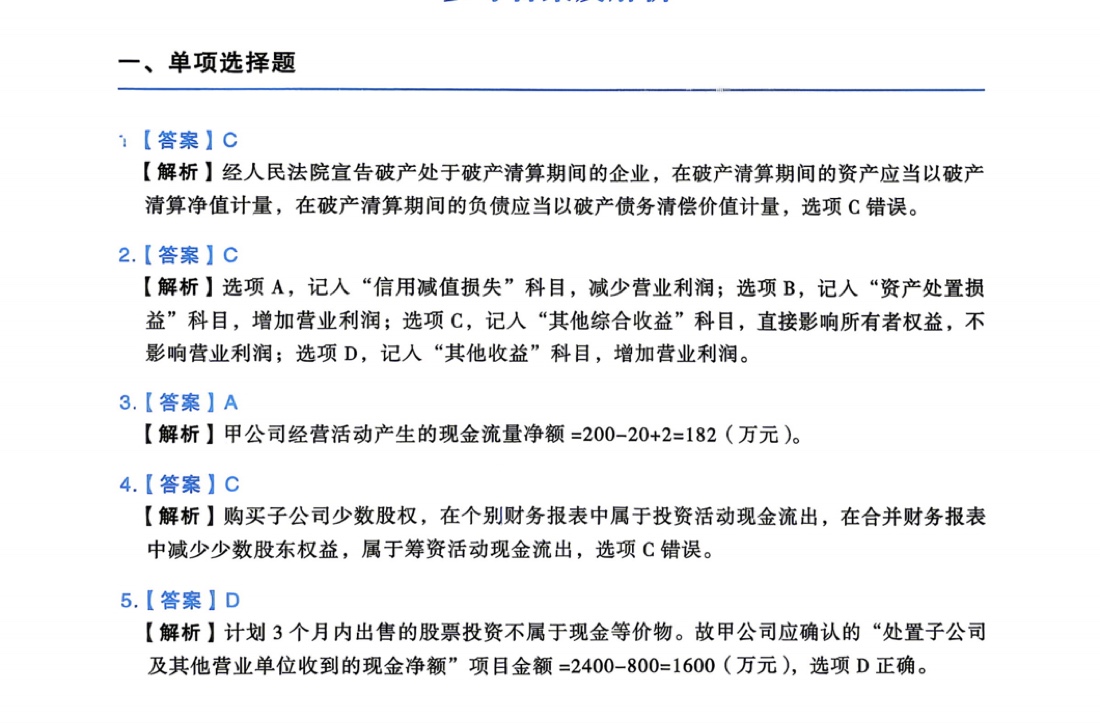 一、单项选择题
1.【答案】C
【解析】经人民法院宣告破产处于破产清算期间的企业，在破产清算期间的资产应当以破产
清算净值计量，在破产清算期间的负债应当以破产债务清偿价值计量，选项 C 错误。
2.【答案】C
【解析】选项 A，记入“信用减值损失”科目，减少营业利润；选项 B，记入“资产处置损
益”科目，增加营业利润；选项 C，记入“其他综合收益”科目，直接影响所有者权益，不
影响营业利润；选项 D，记入“其他收益”科目，增加营业利润。
3.【答案】A
【解析】甲公司经营活动产生的现金流量净额 =200-20+2=182（万元）。
4.【答案】C
【解析】购买子公司少数股权，在个别财务报表中属于投资活动现金流出，在合并财务报表
中减少少数股东权益，属于筹资活动现金流出，选项 C 错误。
5.【答案】D
【解析】计划 3 个月内出售的股票投资不属于现金等价物。故甲公司应确认的“处置子公司
及其他营业单位收到的现金净额”项目金额 =2400-800=1600（万元），选项 D 正确。